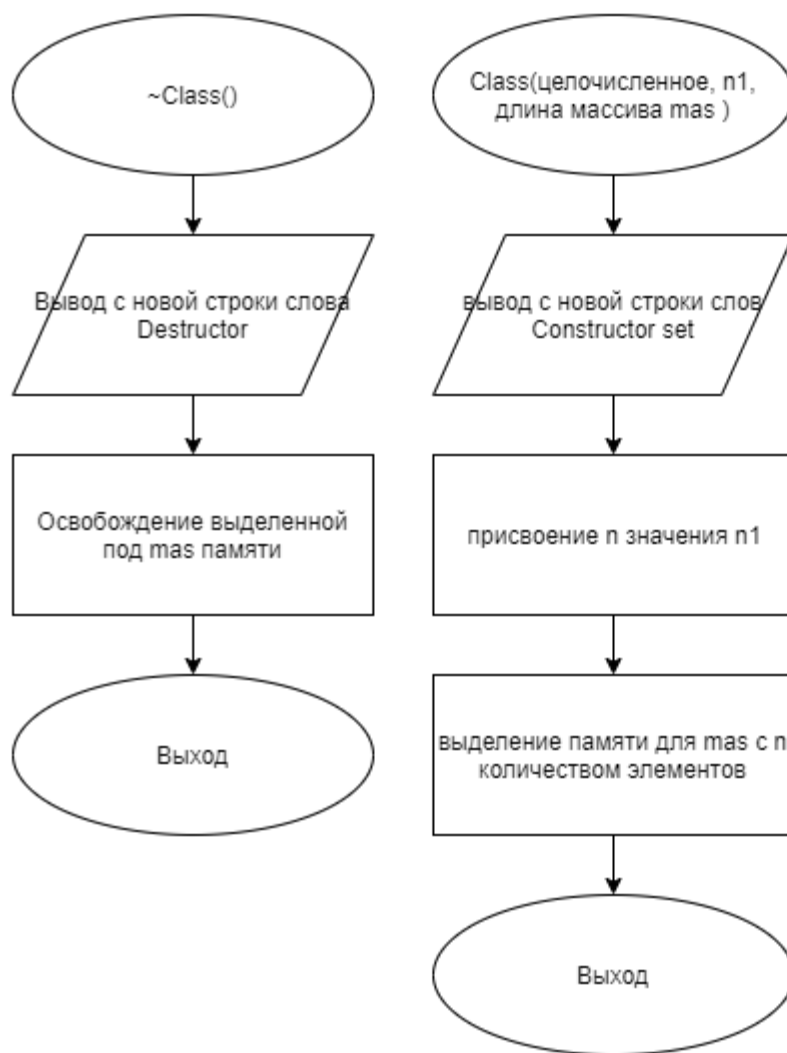 ~Class()
Вывод с новой строки слова
Destructor
Освобождение выделенной
под mas памяти
Выход
Class(целочисленное, n1,
длина массива mas )
вывод с новой строки слов
Constructor set
присвоение n значения n1
выделение памяти для mas с n
количеством элементов
Выход